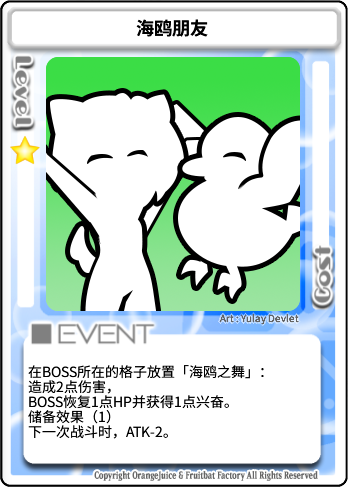 海鸥朋友
Level
Cost
Art : Yulay Devlet
EVENT
在BOSS所在的格子放置「海鸥之舞」：
造成2点伤害，
BOSS恢复1点HP并获得1点兴奋。
储备效果（1）
下一次战斗时，ATK-2。
Copyright OrangeJuice & Fruitbat Factory All Rights Reserved